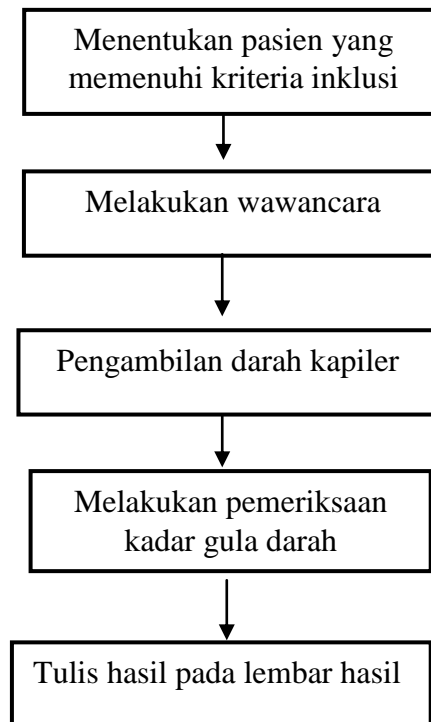 Menentukan pasien yang
memenuhi kriteria inklusi
Melakukan wawancara
Pengambilan darah kapiler
Melakukan pemeriksaan
kadar gula darah
Tulis hasil pada lembar hasil